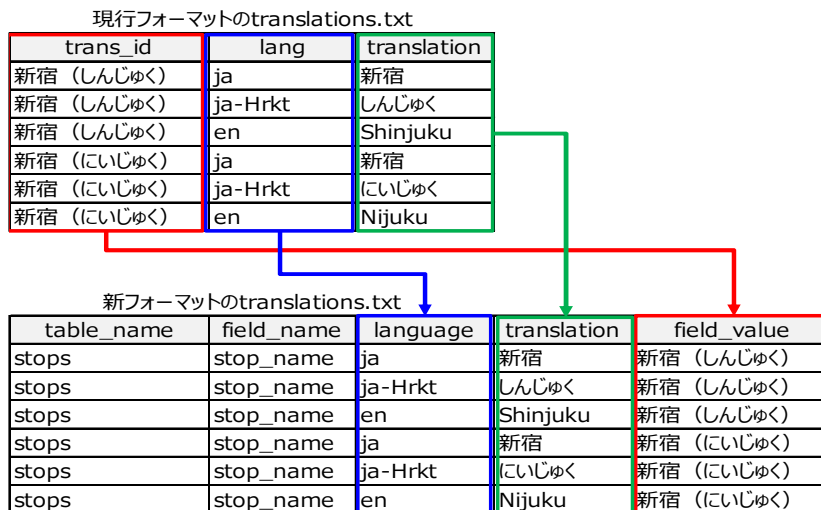 現行フォーマットのtranslations.txt
trans_id lang translation
新宿（しんじゅく） ja 新宿
新宿（しんじゅく） ja-Hrkt しんじゅく
新宿（しんじゅく） en Shinjuku
新宿（にいじゅく） ja 新宿
新宿（にいじゅく） ja-Hrkt にいじゅく
新宿（にいじゅく） en Nijuku
新フォーマットのtranslations.txt
table_name field_name language translation field_value
stops stop_name ja 新宿 新宿（しんじゅく）
stops stop_name ja-Hrkt しんじゅく 新宿（しんじゅく）
stops stop_name en Shinjuku 新宿（しんじゅく）
stops stop_name ja 新宿 新宿（にいじゅく）
stops stop_name ja-Hrkt にいじゅく 新宿（にいじゅく）
stops stop_name en Nijuku 新宿（にいじゅく）